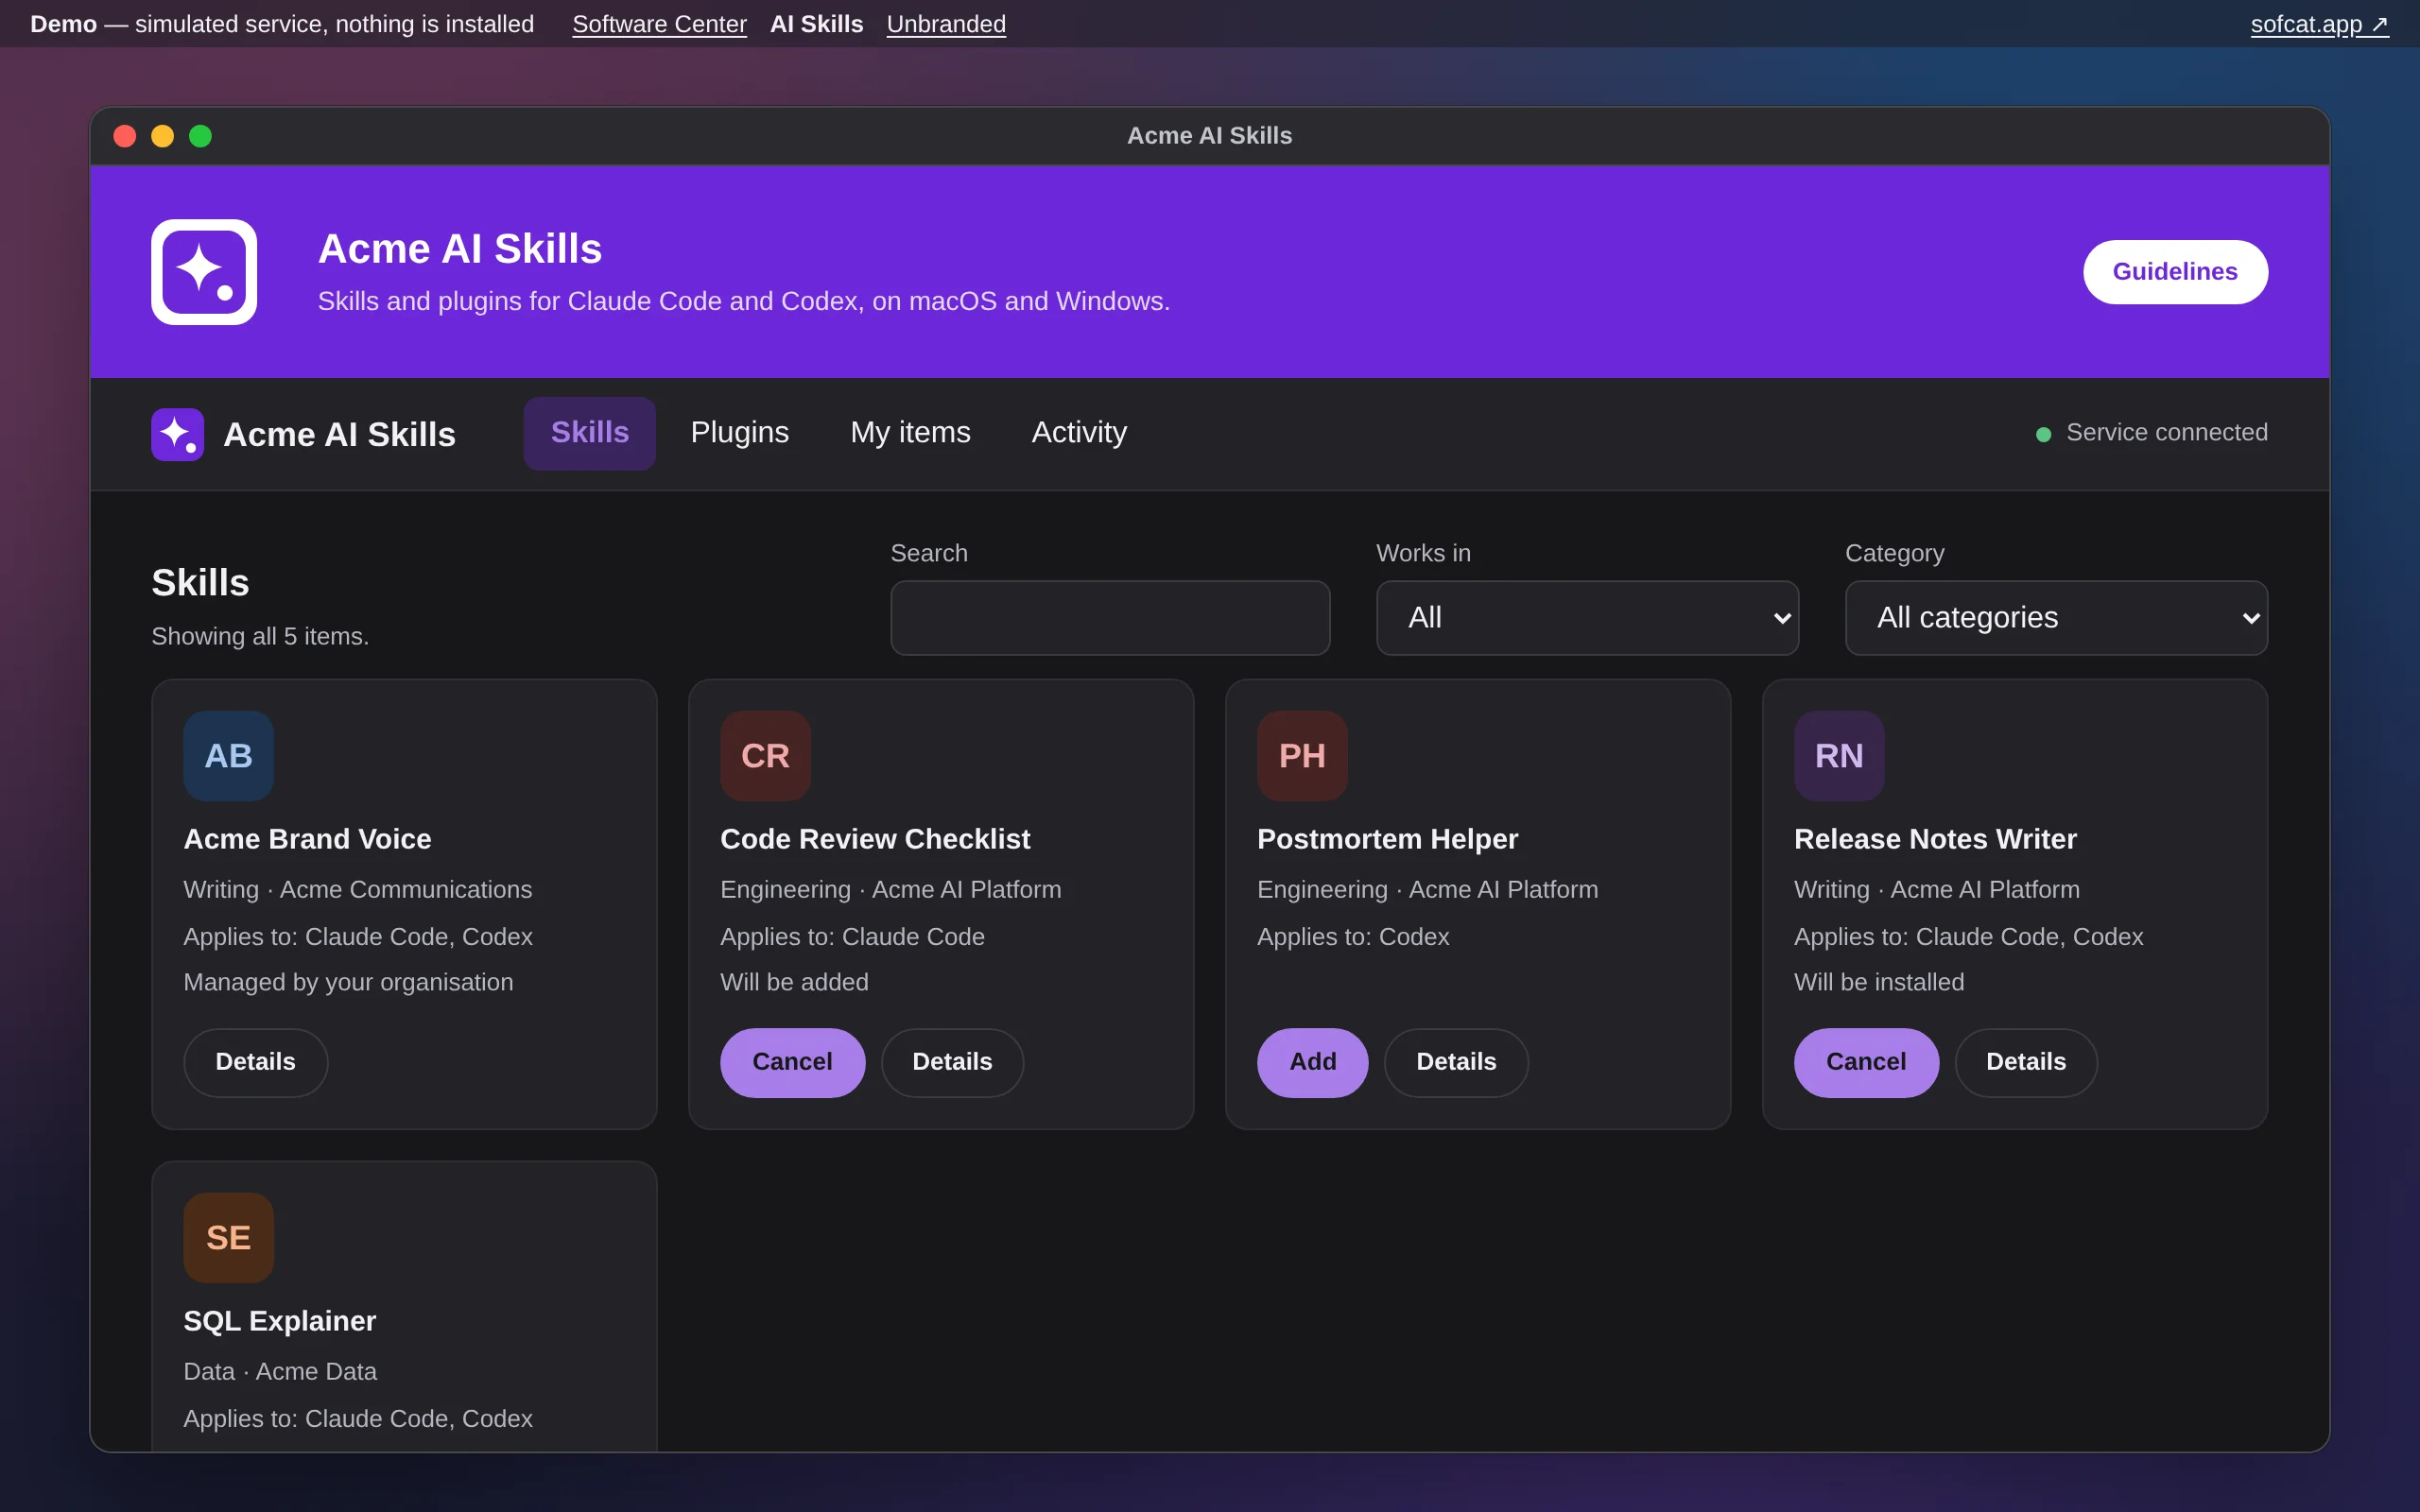 Demo — simulated service, nothing is installed Software Center AI Skills Unbranded sofcat.app ↗
Acme AI Skills
Acme AI Skills
Skills and plugins for Claude Code and Codex, on macOS and Windows.
Guidelines
Acme AI Skills Skills Plugins My items Activity Service connected
Skills
Showing all 5 items.
Search
Works in
All
Category
All categories
AB
Acme Brand Voice
Writing · Acme Communications
Applies to: Claude Code, Codex
Managed by your organisation
Details
CR
Code Review Checklist
Engineering · Acme AI Platform
Applies to: Claude Code
Will be added
Cancel Details
PH
Postmortem Helper
Engineering · Acme AI Platform
Applies to: Codex
Add Details
RN
Release Notes Writer
Writing · Acme AI Platform
Applies to: Claude Code, Codex
Will be installed
Cancel Details
SE
SQL Explainer
Data · Acme Data
Applies to: Claude Code, Codex